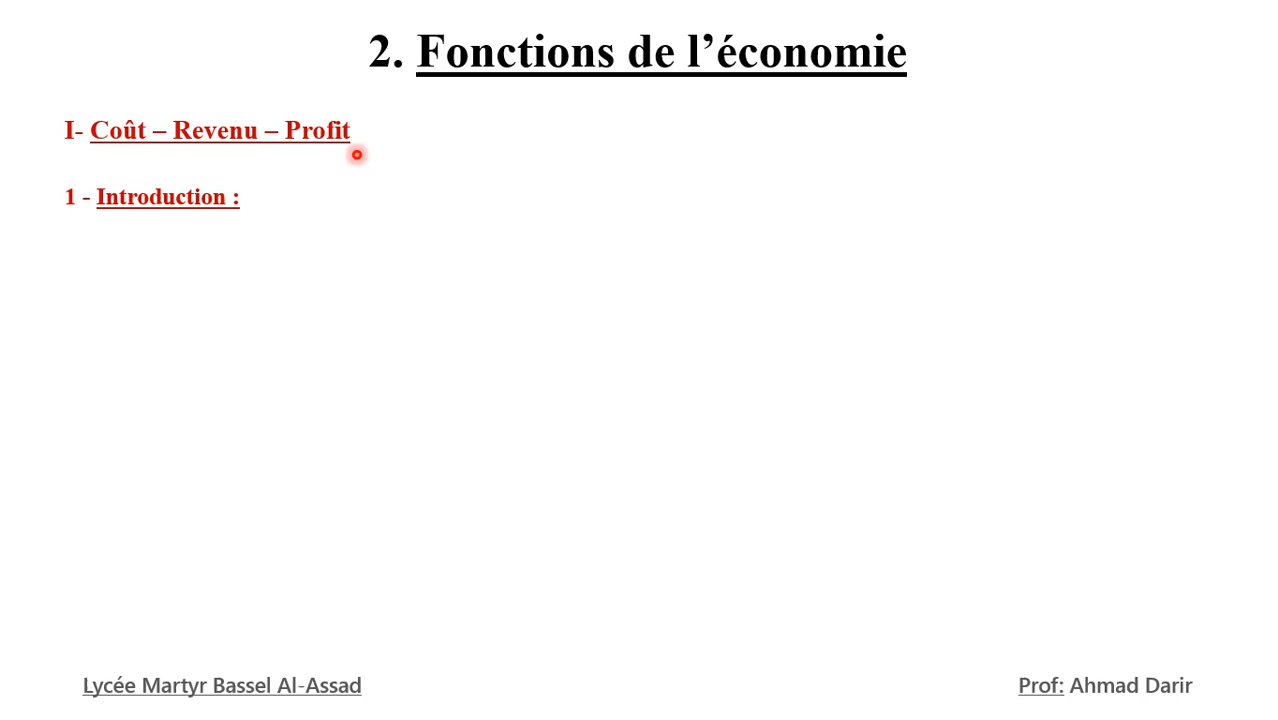 2. Fonctions de l’économie
I- Coût – Revenu – Profit
1 - Introduction :
Lycée Martyr Bassel Al-Assad
Prof: Ahmad Darir